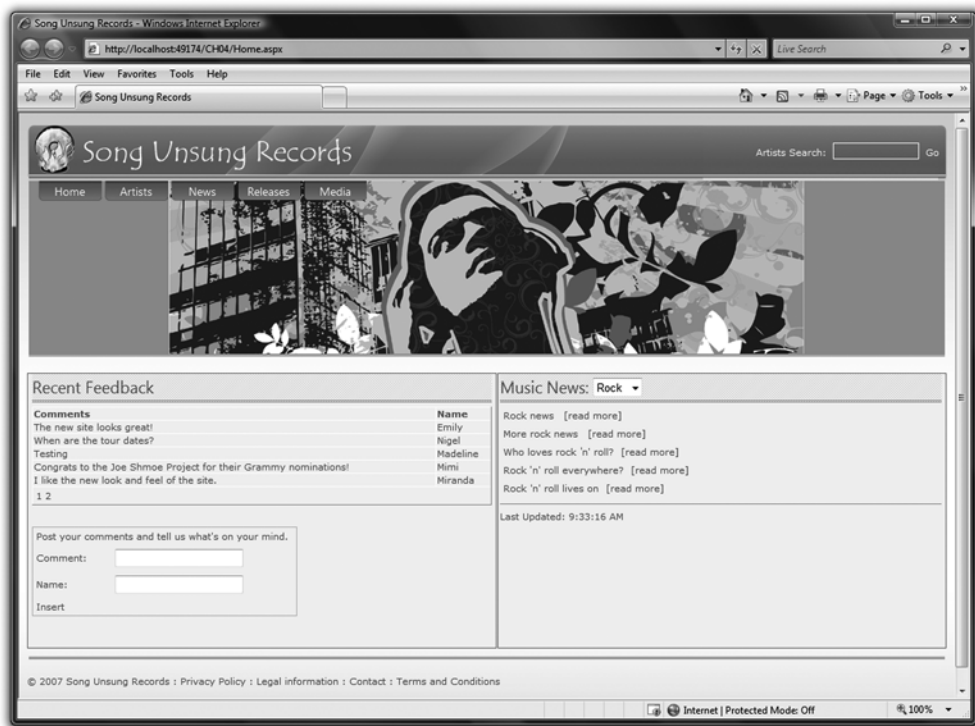 Song Unsung Records - Windows Internet Explorer
http://localhost:49174/CH04/Home.aspx
Live Search
File Edit View Favorites Tools Help
Song Unsung Records
Page Tools
Song Unsung Records
Artists Search: Go
Home Artists News Releases Media
Recent Feedback
Comments Name
The new site looks great! Emily
When are the tour dates? Nigel
Testing Madeline
Congrats to the Joe Shmoe Project for their Grammy nominations! Mimi
I like the new look and feel of the site. Miranda
1 2
Post your comments and tell us what's on your mind.
Comment:
Name:
Insert
Music News: Rock
Rock news [read more]
More rock news [read more]
Who loves rock 'n' roll? [read more]
Rock 'n' roll everywhere? [read more]
Rock 'n' roll lives on [read more]
Last Updated: 9:33:16 AM
© 2007 Song Unsung Records : Privacy Policy : Legal information : Contact : Terms and Conditions
Internet | Protected Mode: Off 100%